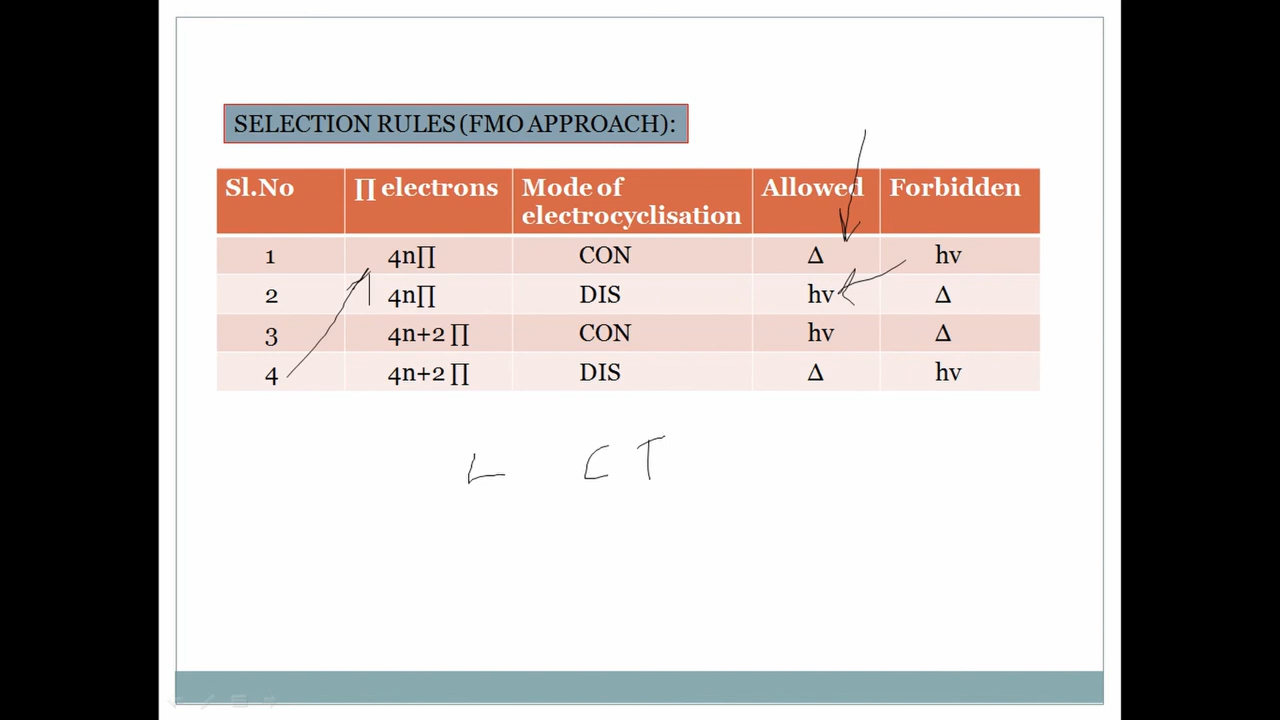 SELECTION RULES (FMO APPROACH):
Sl.No ∏ electrons Mode of electrocyclisation Allowed Forbidden
1 4n∏ CON Δ hv
2 4n∏ DIS hv Δ
3 4n+2 ∏ CON hv Δ
4 4n+2 ∏ DIS Δ hv